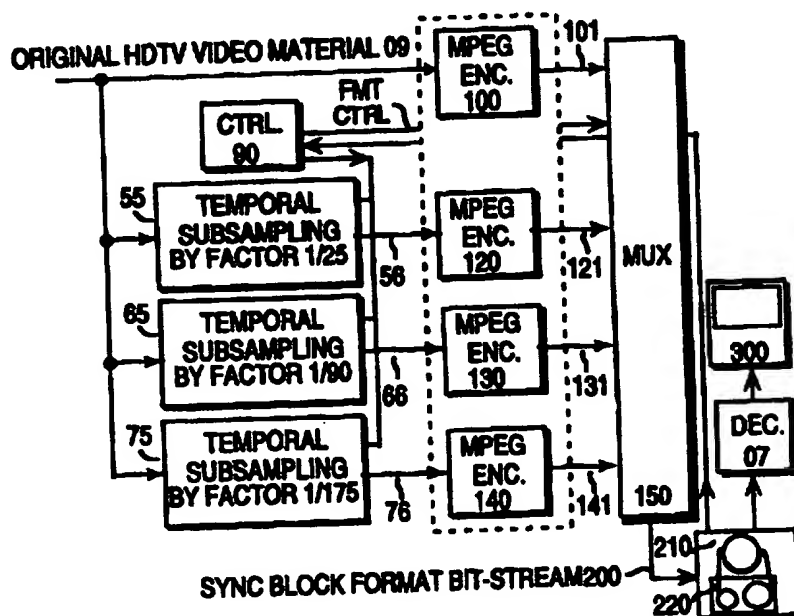 ORIGINAL HDTV VIDEO MATERIAL 09
MPEG
ENC.
100
101
FMT
CTRL
CTRL.
90
55
TEMPORAL
SUBSAMPLING
BY FACTOR 1/25
56
MPEG
ENC.
120
121
MUX
65
TEMPORAL
SUBSAMPLING
BY FACTOR 1/90
66
MPEG
ENC.
130
131
300
75
TEMPORAL
SUBSAMPLING
BY FACTOR 1/175
76
MPEG
ENC.
140
141
150
DEC.
07
SYNC BLOCK FORMAT BIT-STREAM200
210
220